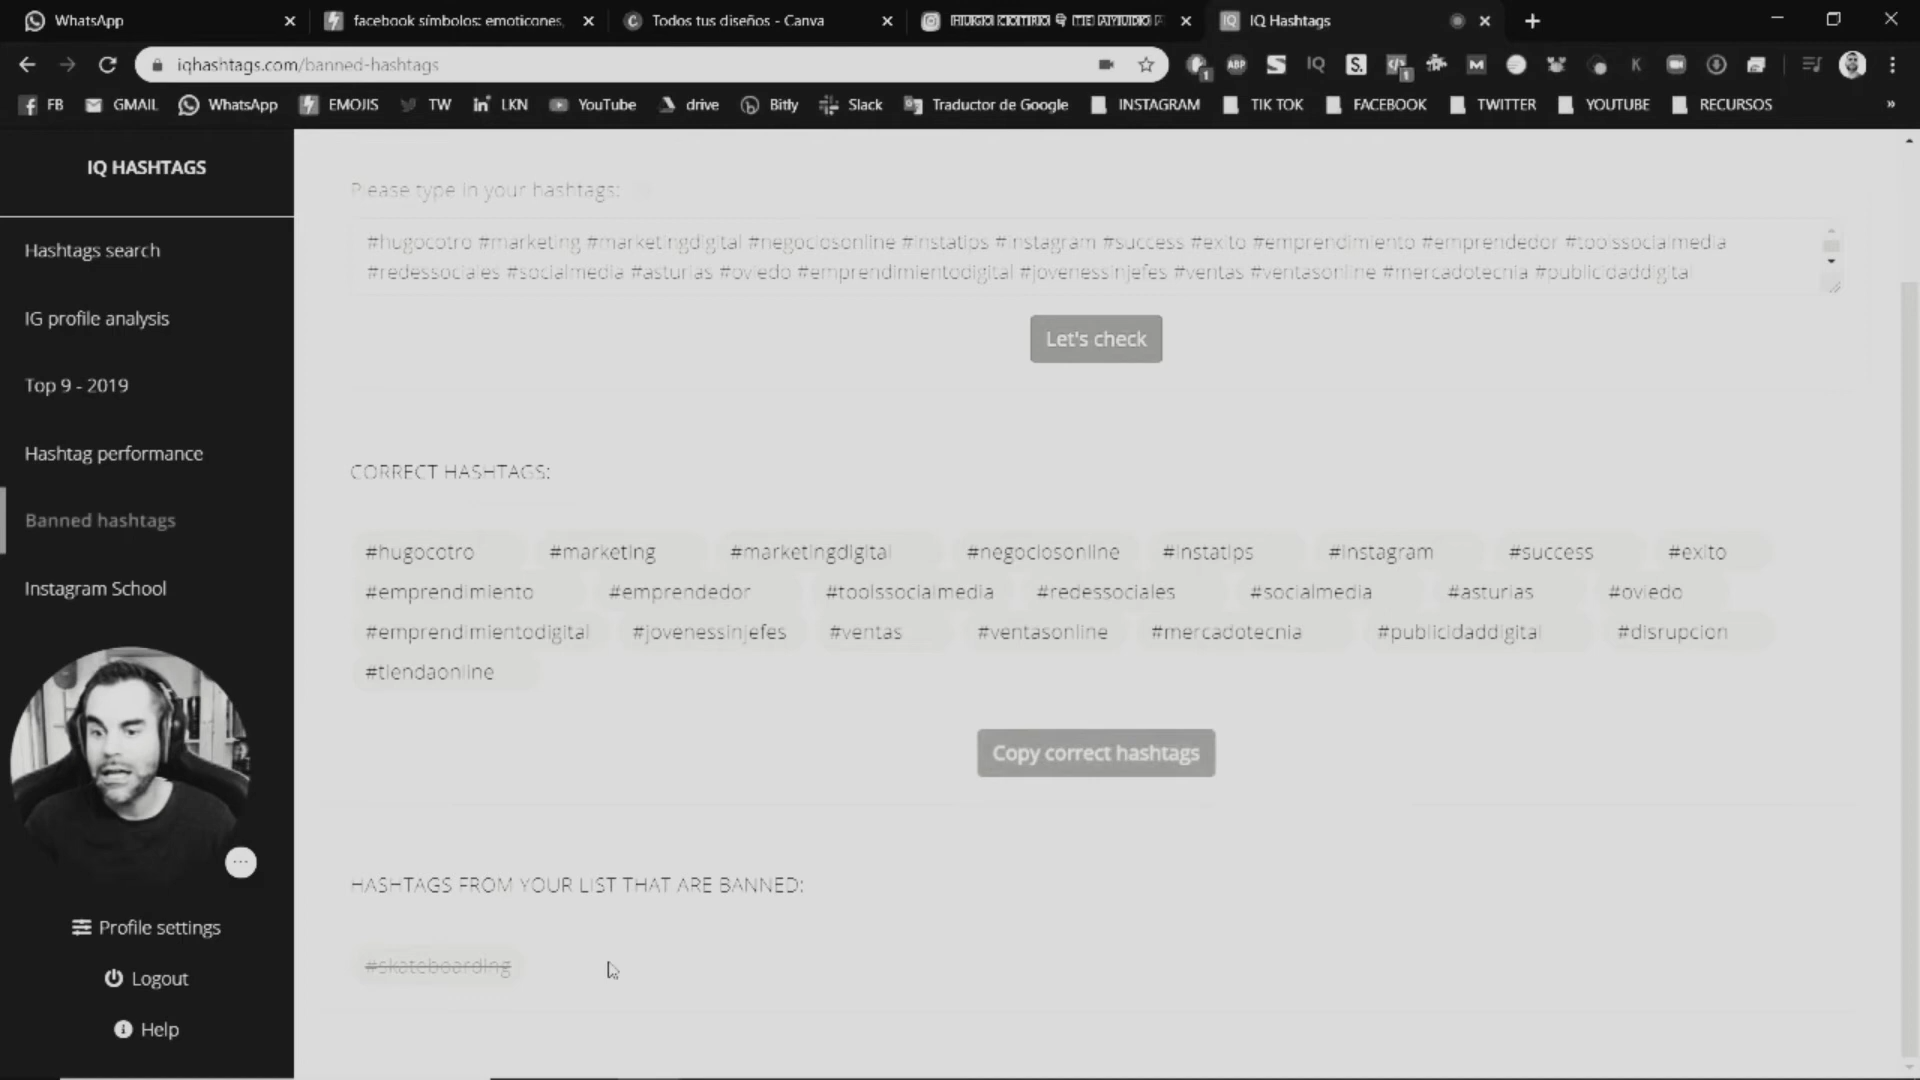 WhatsApp
facebook símbolos: emoticones,
Todos tus diseños - Canva
IQ Hashtags
iqhashtags.com/banned-hashtags
FB GMAIL WhatsApp EMOJIS TW LKN YouTube drive Bitly Slack Traductor de Google INSTAGRAM TIK TOK FACEBOOK TWITTER YOUTUBE RECURSOS »
IQ HASHTAGS
Hashtags search
IG profile analysis
Top 9 - 2019
Hashtag performance
Banned hashtags
Instagram School
Profile settings
Logout
Help
Please type in your hashtags:
#hugocotro #marketing #marketingdigital #negociosonline #instatips #instagram #success #exito #emprendimiento #emprendedor #toolssocialmedia
#redessociales #socialmedia #asturias #oviedo #emprendimientodigital #jovenessinjefes #ventas #ventasonline #mercadotecnia #publicidaddigital
Let's check
CORRECT HASHTAGS:
#hugocotro #marketing #marketingdigital #negociosonline #instatips #instagram #success #exito
#emprendimiento #emprendedor #toolssocialmedia #redessociales #socialmedia #asturias #oviedo
#emprendimientodigital #jovenessinjefes #ventas #ventasonline #mercadotecnia #publicidaddigital #disrupcion
#tiendaonline
Copy correct hashtags
HASHTAGS FROM YOUR LIST THAT ARE BANNED:
#skateboarding